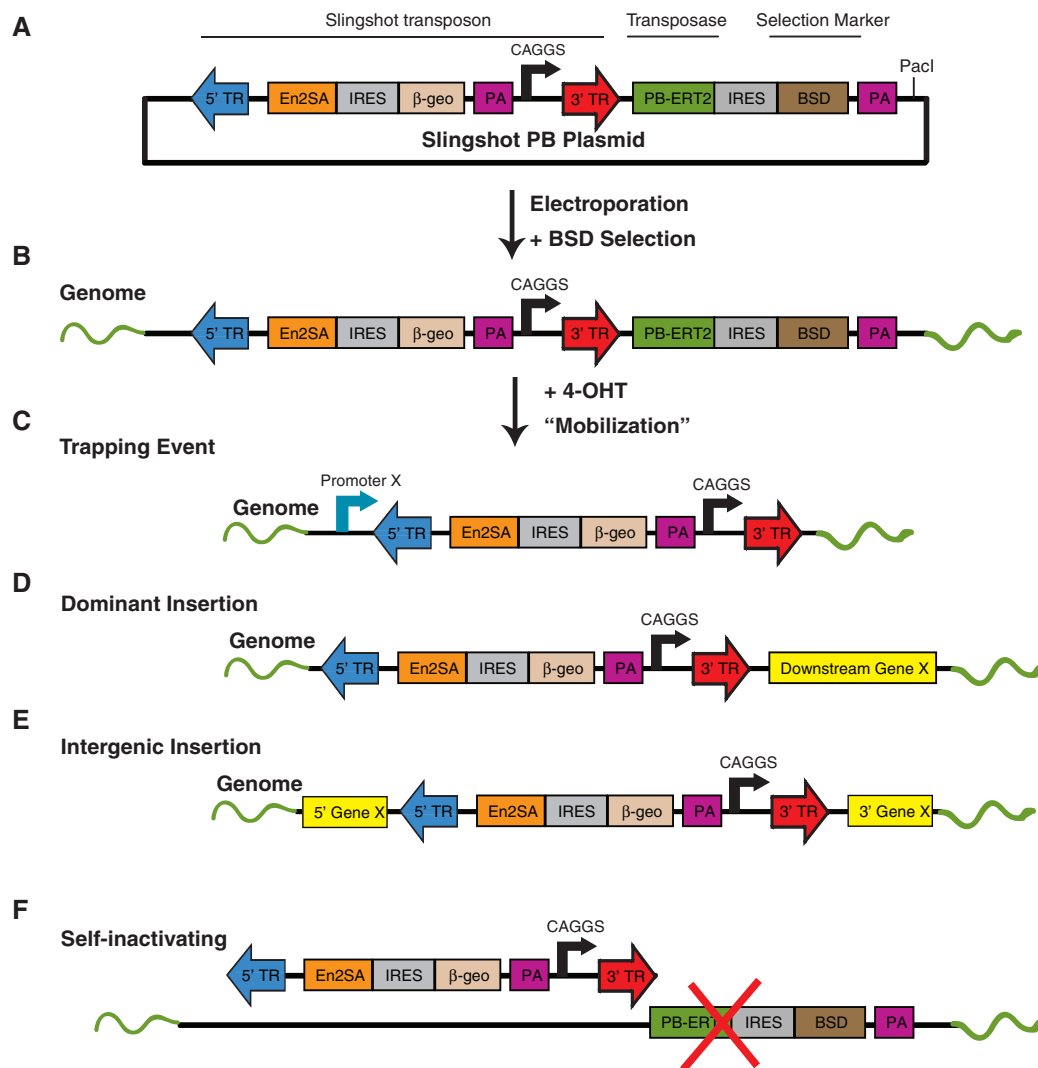 A
Slingshot transposon
Transposase
Selection Marker
CAGGS
PacI
5' TR
En2SA
IRES
β-geo
PA
3' TR
PB-ERT2
IRES
BSD
PA
Slingshot PB Plasmid
Electroporation
+ BSD Selection
B
Genome
CAGGS
5' TR
En2SA
IRES
β-geo
PA
3' TR
PB-ERT2
IRES
BSD
PA
+ 4-OHT
“Mobilization”
C
Trapping Event
Promoter X
CAGGS
Genome
5' TR
En2SA
IRES
β-geo
PA
3' TR
D
Dominant Insertion
CAGGS
Genome
5' TR
En2SA
IRES
β-geo
PA
3' TR
Downstream Gene X
E
Intergenic Insertion
CAGGS
Genome
5' Gene X
5' TR
En2SA
IRES
β-geo
PA
3' TR
3' Gene X
F
Self-inactivating
CAGGS
5' TR
En2SA
IRES
β-geo
PA
3' TR
PB-ERT
IRES
BSD
PA